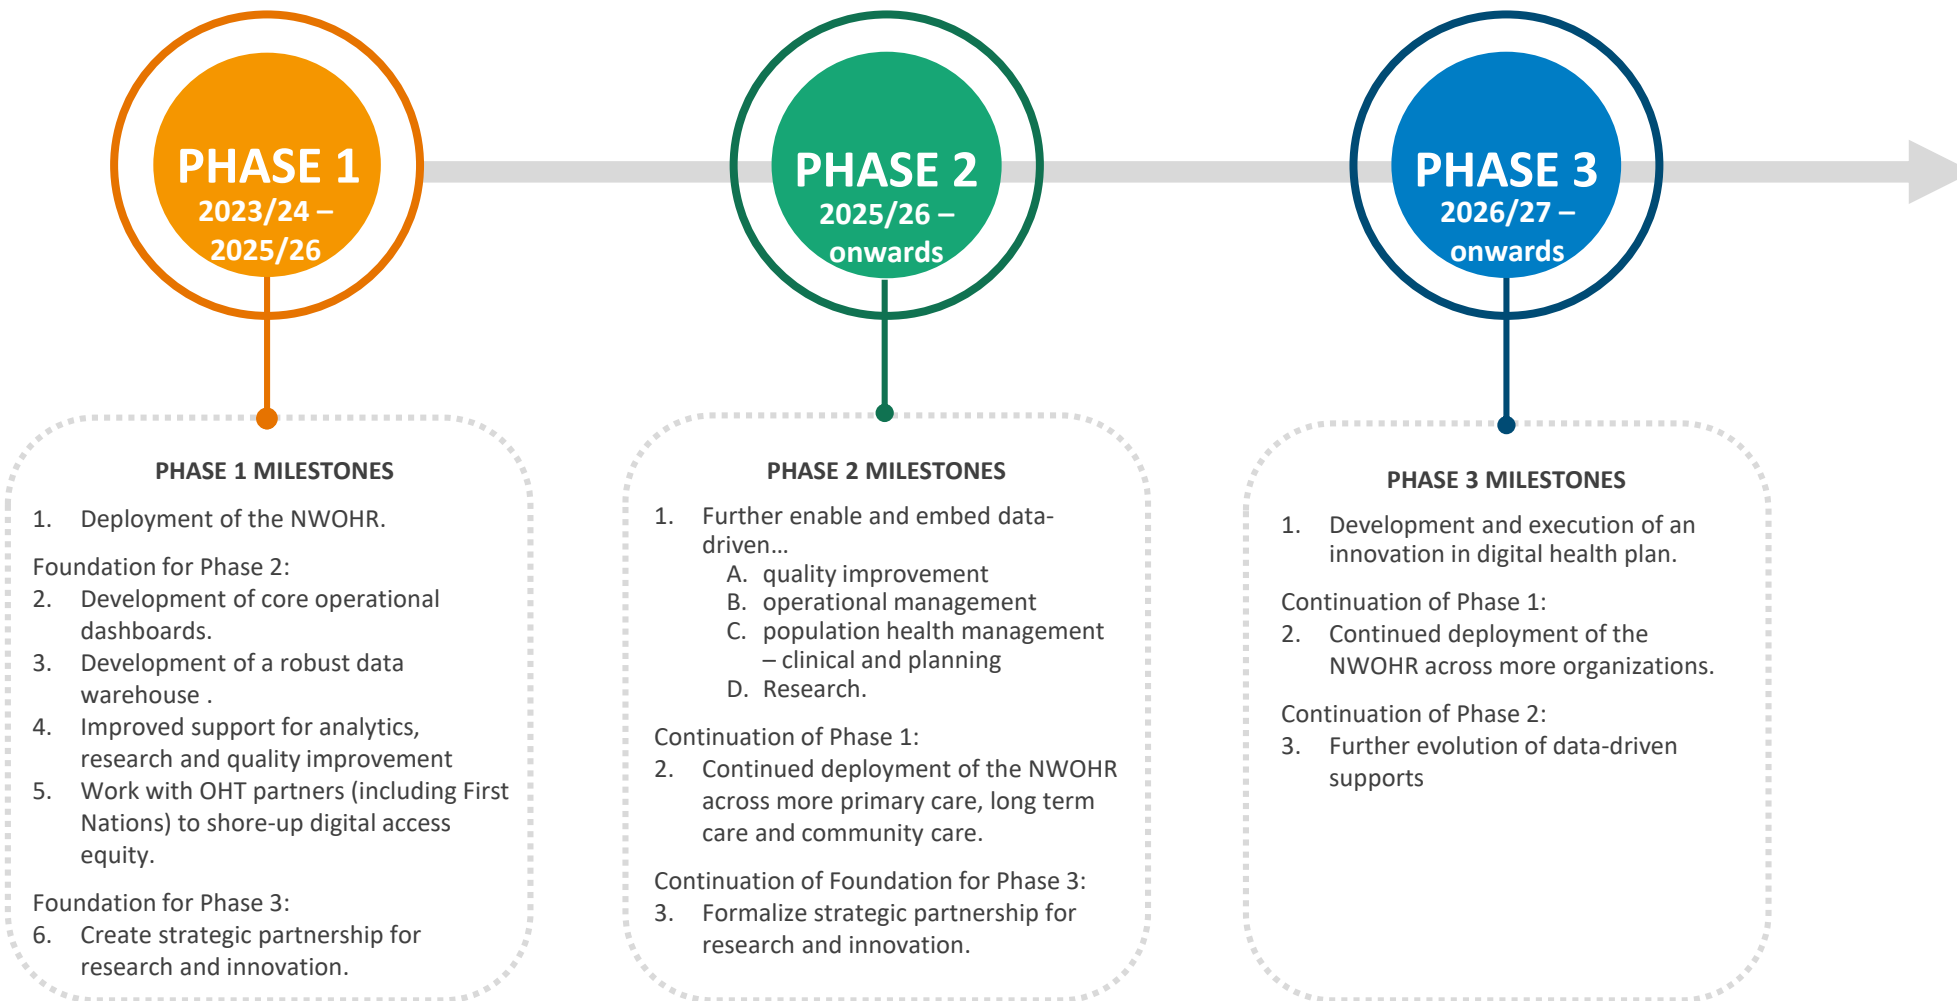 PHASE 1
2023/24 –
2025/26
PHASE 2
2025/26 –
onwards
PHASE 3
2026/27 –
onwards
PHASE 1 MILESTONES
1. Deployment of the NWOHR.
Foundation for Phase 2:
2. Development of core operational
dashboards.
3. Development of a robust data
warehouse .
4. Improved support for analytics,
research and quality improvement
5. Work with OHT partners (including First
Nations) to shore-up digital access
equity.
Foundation for Phase 3:
6. Create strategic partnership for
research and innovation.
PHASE 2 MILESTONES
1. Further enable and embed data-
driven…
A. quality improvement
B. operational management
C. population health management
– clinical and planning
D. Research.
Continuation of Phase 1:
2. Continued deployment of the NWOHR
across more primary care, long term
care and community care.
Continuation of Foundation for Phase 3:
3. Formalize strategic partnership for
research and innovation.
PHASE 3 MILESTONES
1. Development and execution of an
innovation in digital health plan.
Continuation of Phase 1:
2. Continued deployment of the
NWOHR across more organizations.
Continuation of Phase 2:
3. Further evolution of data-driven
supports